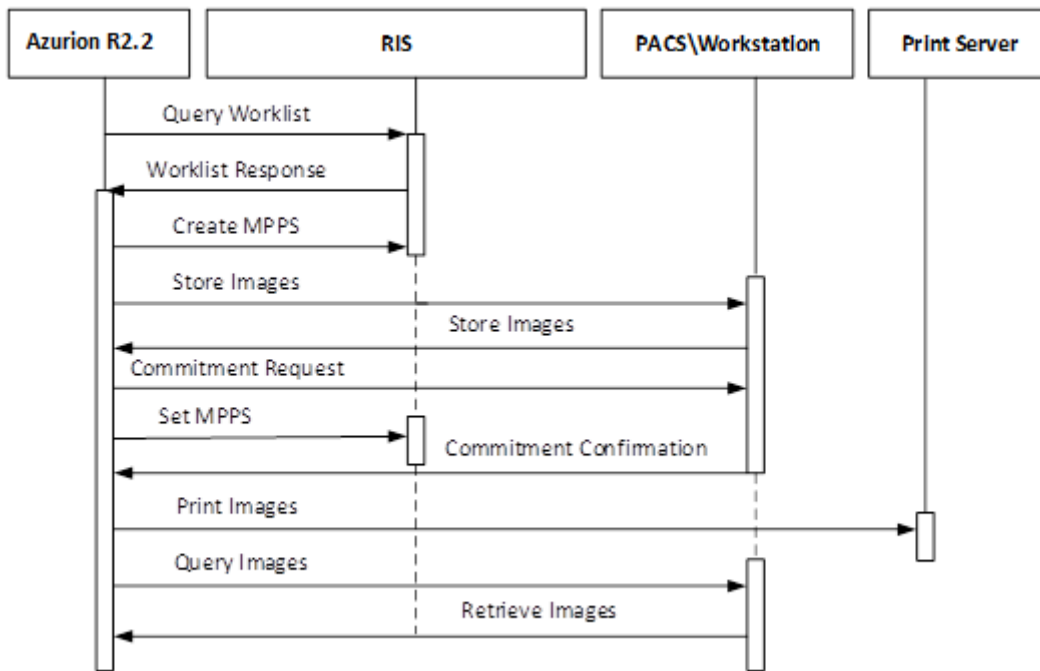 Azurion R2.2
RIS
PACS\Workstation
Print Server
Query Worklist
Worklist Response
Create MPPS
Store Images
Store Images
Commitment Request
Set MPPS
Commitment Confirmation
Print Images
Query Images
Retrieve Images